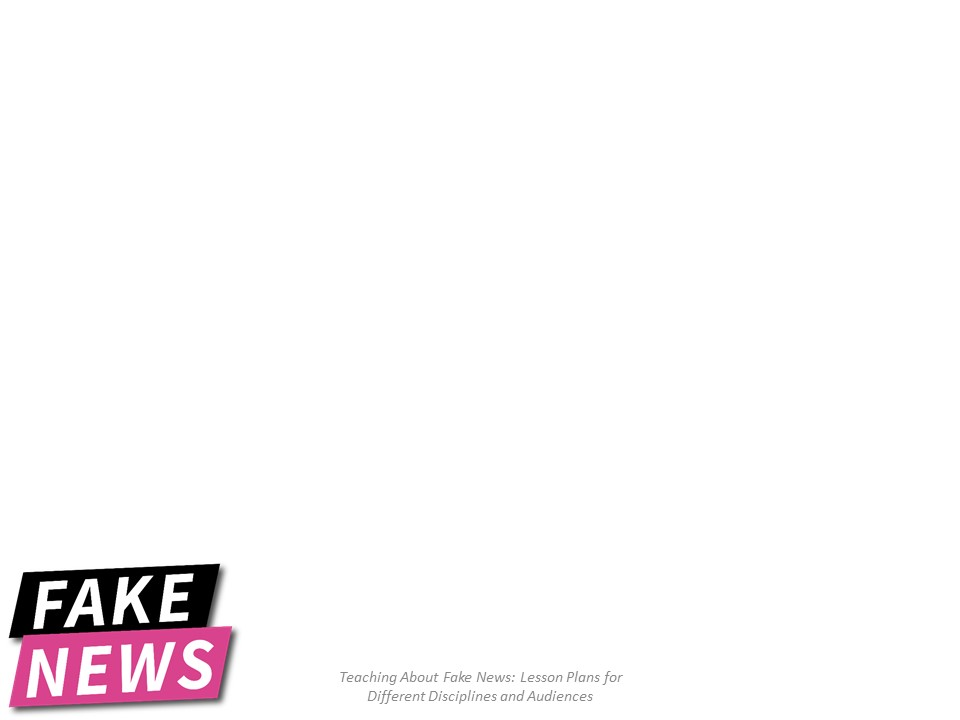 FAKE
NEWS
Teaching About Fake News: Lesson Plans for
Different Disciplines and Audiences